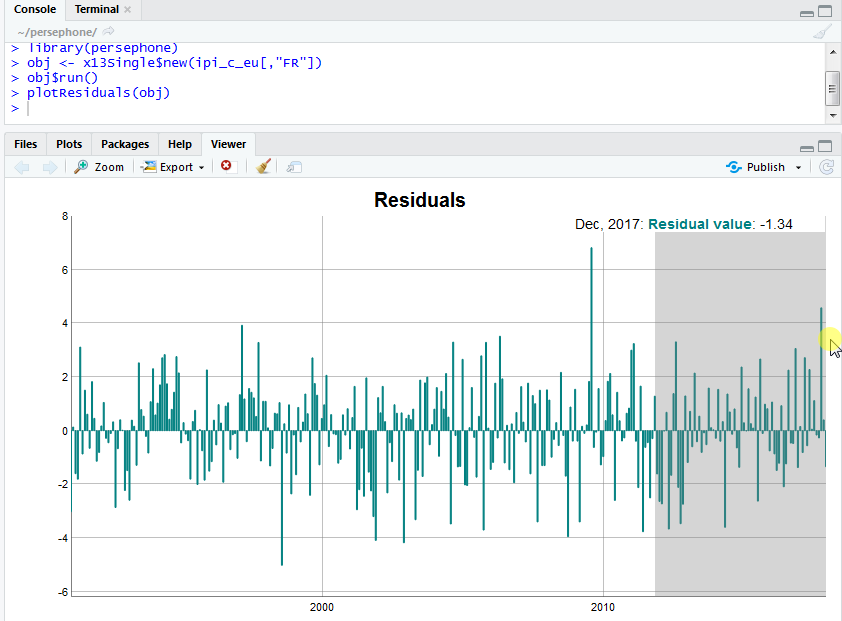 Console Terminal
~/persephone/
> library(persephone)
> obj <- x13Single$new(ipi_c_eu[,"FR"])
> obj$run()
> plotResiduals(obj)
>
Files Plots Packages Help Viewer
Zoom Export Publish
Residuals
Dec, 2017: Residual value: -1.34
8
6
4
2
0
-2
-4
-6
2000 2010